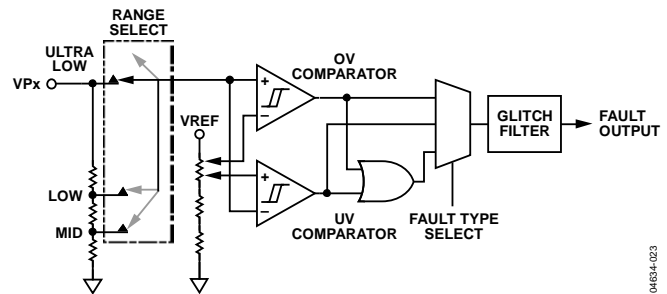 RANGE
SELECT
ULTRA
LOW
VPx
LOW
MID
VREF
+
−
+
−
OV
COMPARATOR
UV
COMPARATOR
FAULT TYPE
SELECT
GLITCH
FILTER
FAULT
OUTPUT
04634-023